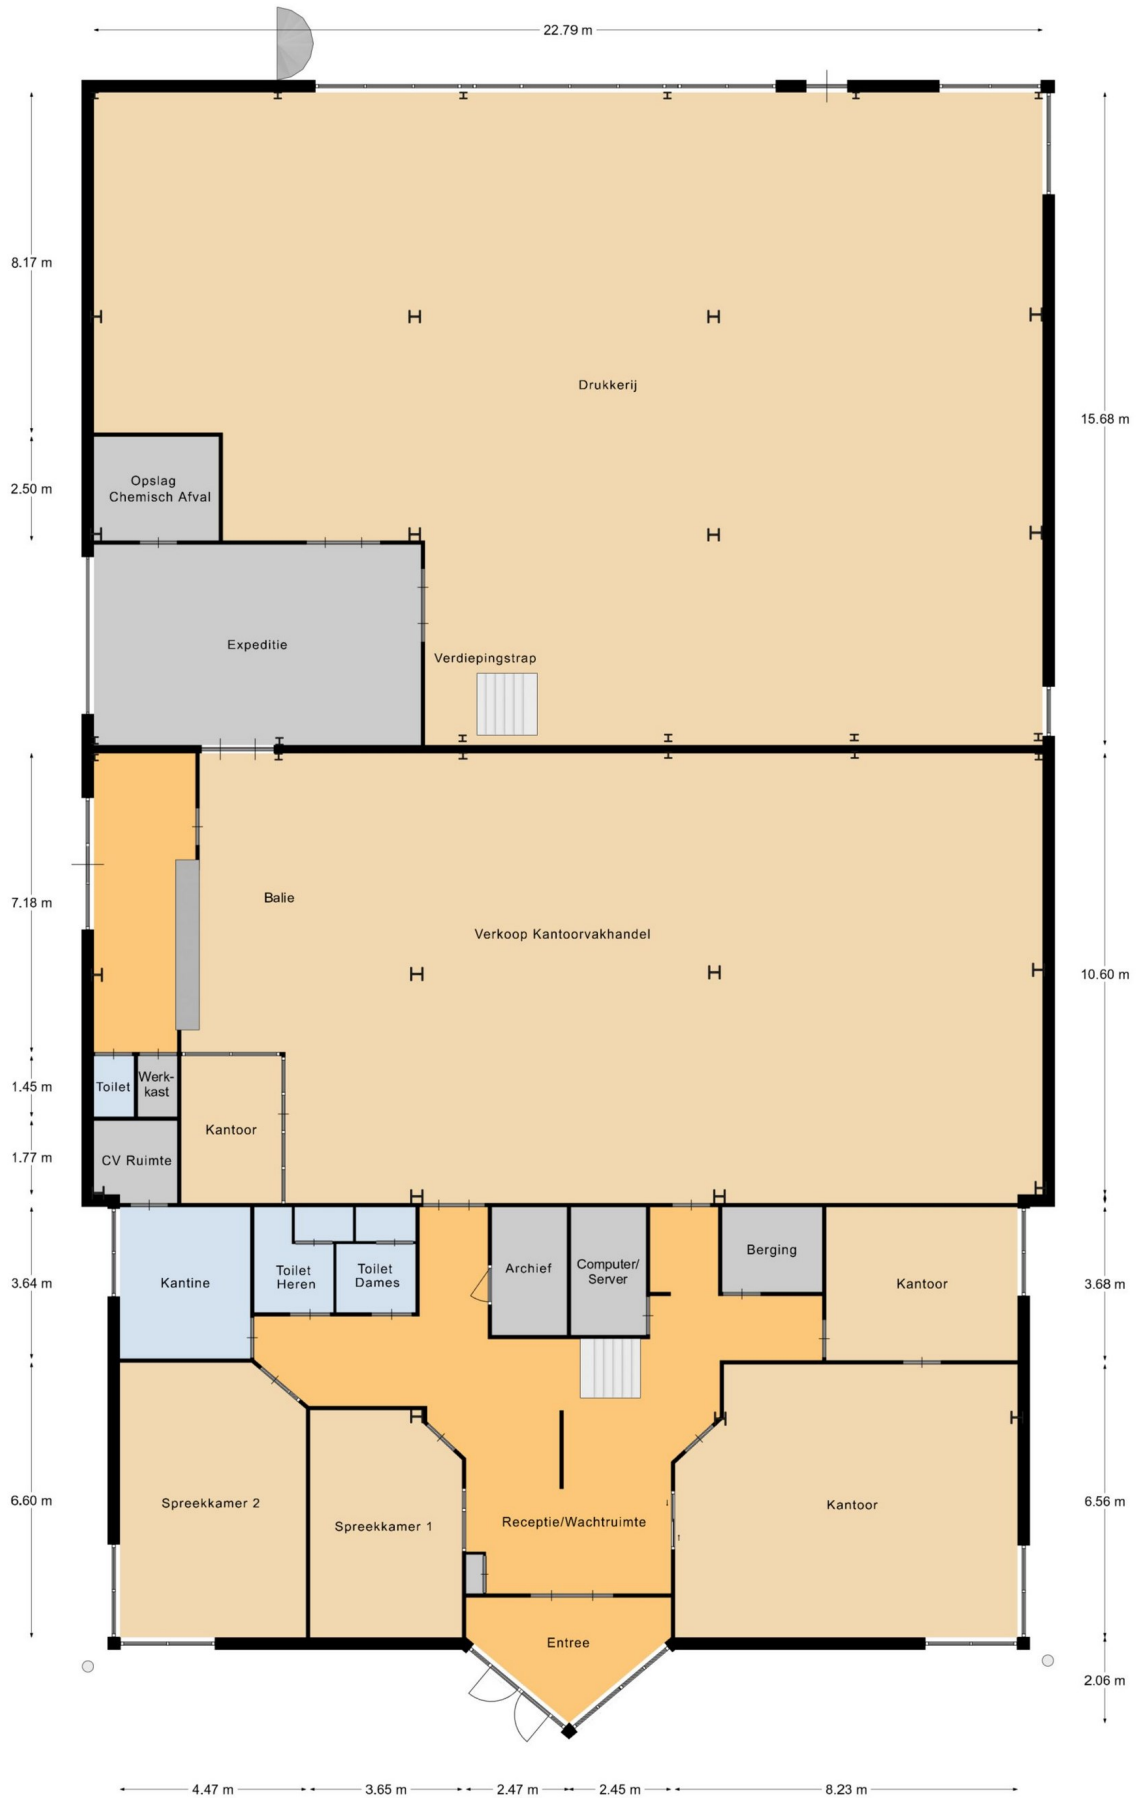 22.79 m
8.17 m
Drukkerij
15.68 m
Opslag
Chemisch Afval
2.50 m
Expeditie
Verdiepingstrap
7.18 m
Balie
Verkoop Kantoorvakhandel
10.60 m
Toilet
Werk-
kast
1.45 m
Kantoor
CV Ruimte
1.77 m
Kantine
Toilet
Heren
Toilet
Dames
Archief
Computer/
Server
Berging
Kantoor
3.64 m
3.68 m
Spreekkamer 2
Spreekkamer 1
Receptie/Wachtruimte
Kantoor
6.60 m
6.56 m
Entree
2.06 m
4.47 m
3.65 m
2.47 m
2.45 m
8.23 m